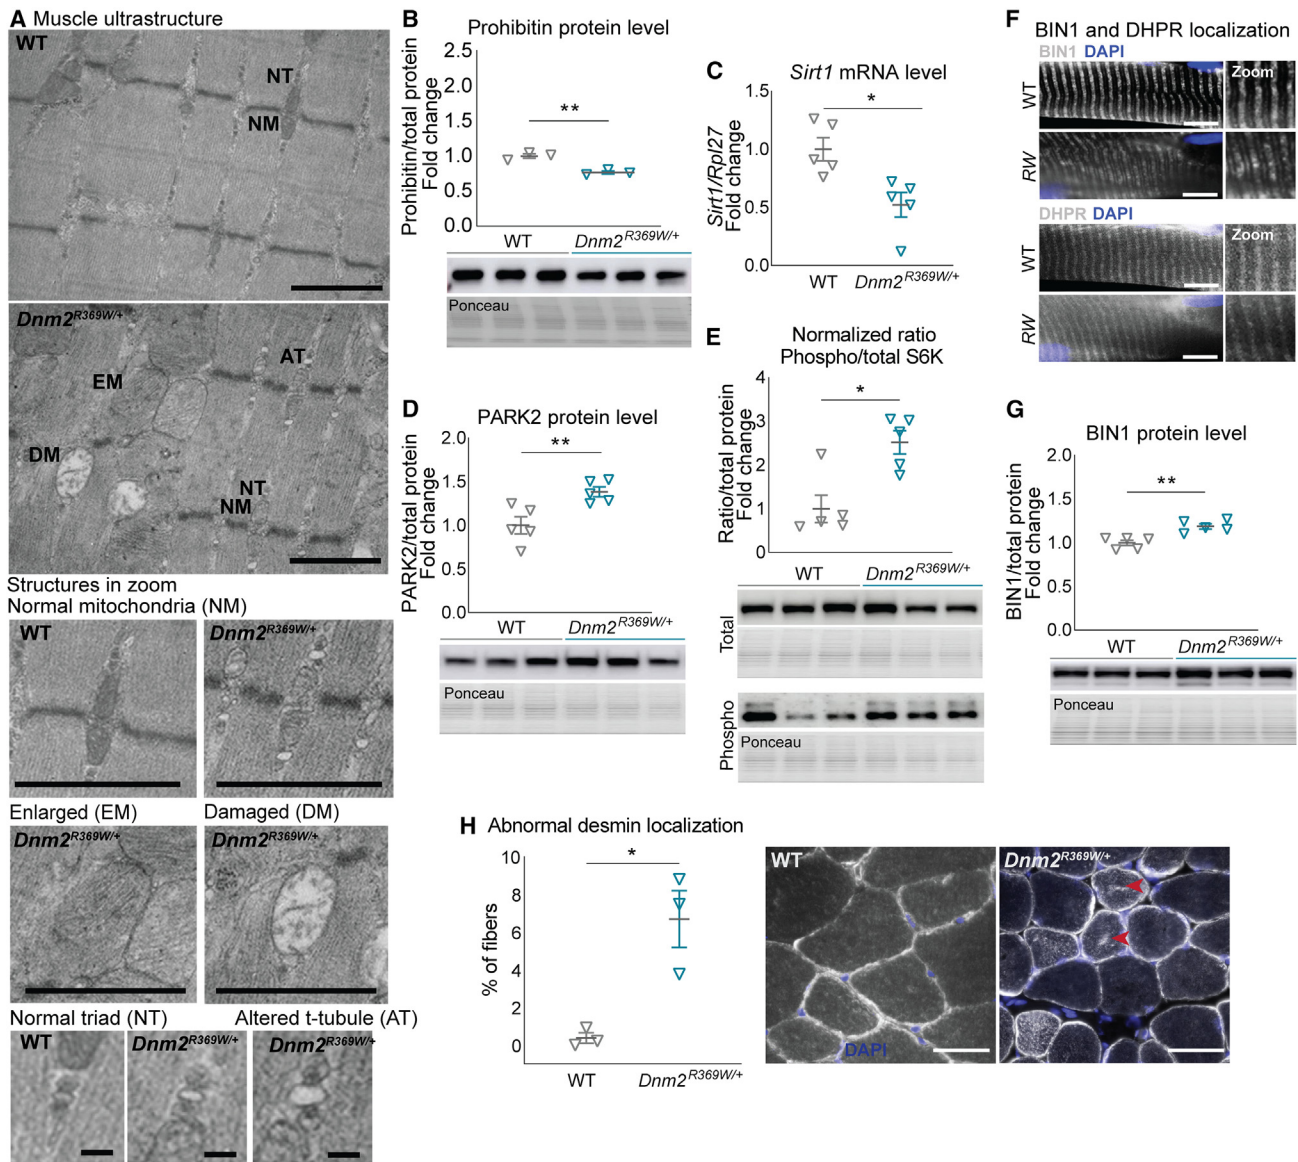 A Muscle ultrastructure
WT
NT
NM
Dnm2R369W/+
AT
EM
DM
NT
NM
Structures in zoom
Normal mitochondria (NM)
WT
Dnm2R369W/+
Enlarged (EM)
Damaged (DM)
Dnm2R369W/+
Dnm2R369W/+
Normal triad (NT)
Altered t-tubule (AT)
WT
Dnm2R369W/+
Dnm2R369W/+
B
Prohibitin protein level
Prohibitin/total protein
Fold change
2.5
2.0
1.5
1.0
0.5
0.0
**
WT
Dnm2R369W/+
Ponceau
C
Sirt1 mRNA level
Sirt1/Rpl27
Fold change
1.5
1.0
0.5
0.0
*
WT
Dnm2R369W/+
D
PARK2 protein level
PARK2/total protein
Fold change
2.0
1.5
1.0
0.5
0.0
**
WT
Dnm2R369W/+
Ponceau
E
Normalized ratio
Phospho/total S6K
Ratio/total protein
Fold change
4
3
2
1
0
*
WT
Dnm2R369W/+
Total
Phospho
Ponceau
F
BIN1 and DHPR localization
BIN1 DAPI
WT
Zoom
RW
DHPR DAPI
WT
Zoom
RW
G
BIN1 protein level
BIN1/total protein
Fold change
2.0
1.5
1.0
0.5
0.0
**
WT
Dnm2R369W/+
Ponceau
H Abnormal desmin localization
% of fibers
10
8
6
4
2
0
*
WT
Dnm2R369W/+
WT
DAPI
Dnm2R369W/+